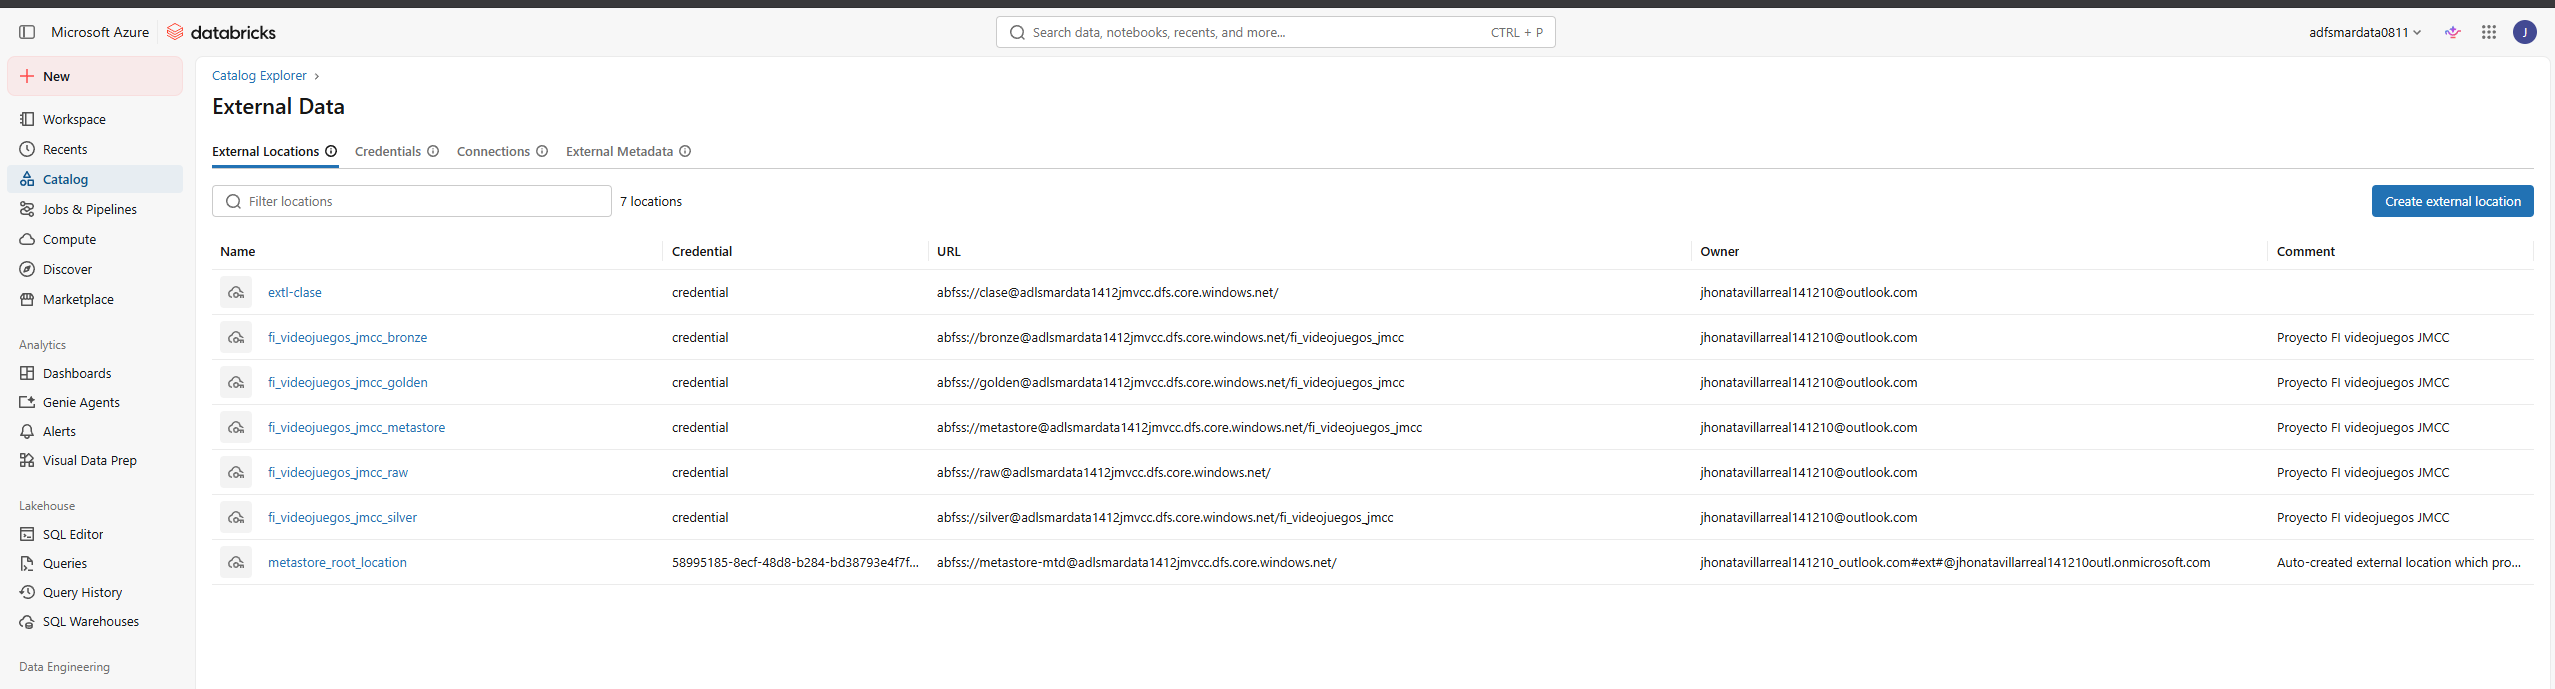 Microsoft Azure databricks
Search data, notebooks, recents, and more... CTRL + P
adfsmardata0811 J
New
Workspace
Recents
Catalog
Jobs & Pipelines
Compute
Discover
Marketplace
Analytics
Dashboards
Genie Agents
Alerts
Visual Data Prep
Lakehouse
SQL Editor
Queries
Query History
SQL Warehouses
Data Engineering
Catalog Explorer ›
External Data
External Locations Credentials Connections External Metadata
Filter locations 7 locations Create external location
Name Credential URL Owner Comment
extl-clase credential abfss://clase@adlsmardata1412jmvcc.dfs.core.windows.net/ jhonatavillarreal141210@outlook.com
fi_videojuegos_jmcc_bronze credential abfss://bronze@adlsmardata1412jmvcc.dfs.core.windows.net/fi_videojuegos_jmcc jhonatavillarreal141210@outlook.com Proyecto FI videojuegos JMCC
fi_videojuegos_jmcc_golden credential abfss://golden@adlsmardata1412jmvcc.dfs.core.windows.net/fi_videojuegos_jmcc jhonatavillarreal141210@outlook.com Proyecto FI videojuegos JMCC
fi_videojuegos_jmcc_metastore credential abfss://metastore@adlsmardata1412jmvcc.dfs.core.windows.net/fi_videojuegos_jmcc jhonatavillarreal141210@outlook.com Proyecto FI videojuegos JMCC
fi_videojuegos_jmcc_raw credential abfss://raw@adlsmardata1412jmvcc.dfs.core.windows.net/ jhonatavillarreal141210@outlook.com Proyecto FI videojuegos JMCC
fi_videojuegos_jmcc_silver credential abfss://silver@adlsmardata1412jmvcc.dfs.core.windows.net/fi_videojuegos_jmcc jhonatavillarreal141210@outlook.com Proyecto FI videojuegos JMCC
metastore_root_location 58995185-8ecf-48d8-b284-bd38793e4f7f... abfss://metastore-mtd@adlsmardata1412jmvcc.dfs.core.windows.net/ jhonatavillarreal141210_outlook.com#ext#@jhonatavillarreal141210outl.onmicrosoft.com Auto-created external location which pro...